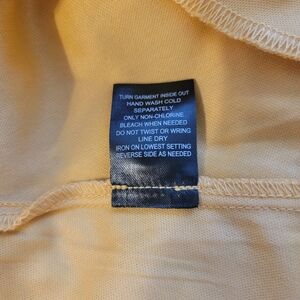 TURN GARMENT INSIDE OUT
HAND WASH COLD
SEPARATELY
ONLY NON-CHLORINE
BLEACH WHEN NEEDED
DO NOT TWIST OR WRING
LINE DRY
IRON ON LOWEST SETTING
REVERSE SIDE AS NEEDED